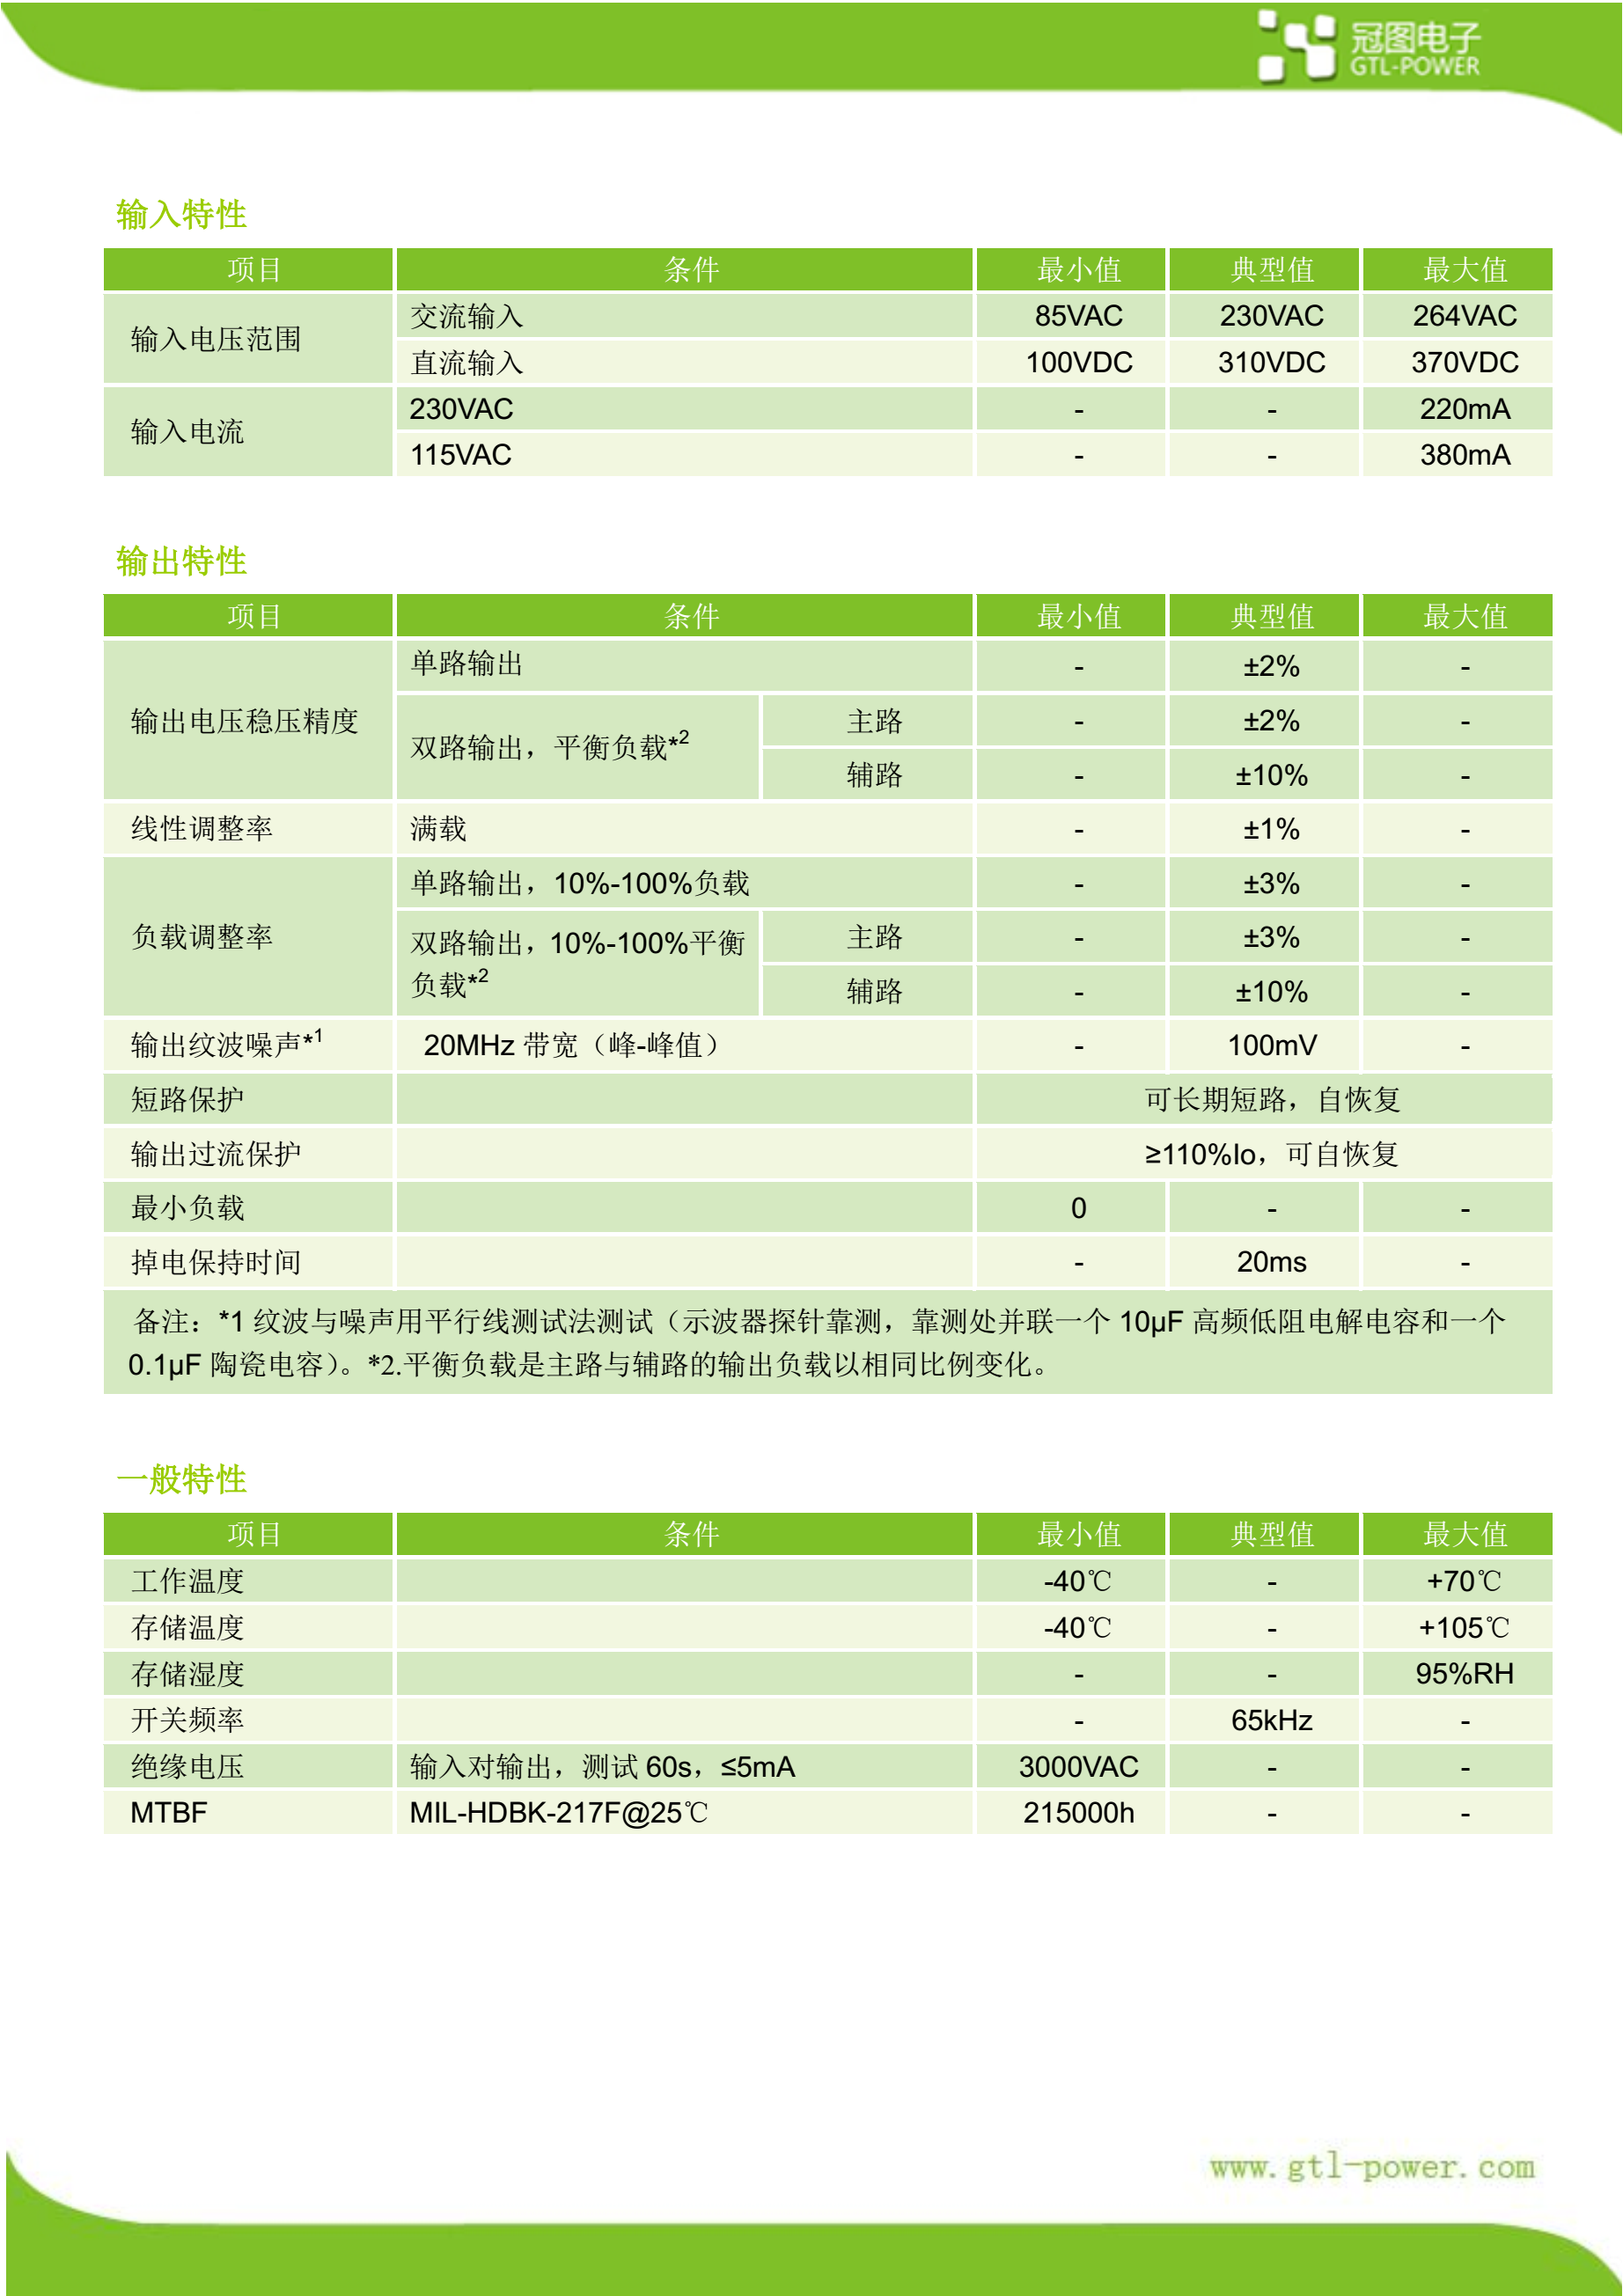 冠图电子
GTL-POWER
输入特性
项目 条件 最小值 典型值 最大值
输入电压范围 交流输入 85VAC 230VAC 264VAC
直流输入 100VDC 310VDC 370VDC
输入电流 230VAC - - 220mA
115VAC - - 380mA
输出特性
项目 条件 最小值 典型值 最大值
输出电压稳压精度 单路输出 - ±2% -
双路输出，平衡负载*2 主路 - ±2% -
辅路 - ±10% -
线性调整率 满载 - ±1% -
负载调整率 单路输出，10%-100%负载 - ±3% -
双路输出，10%-100%平衡 主路 - ±3% -
负载*2 辅路 - ±10% -
输出纹波噪声*1 20MHz 带宽（峰-峰值） - 100mV -
短路保护 可长期短路，自恢复
输出过流保护 ≥110%Io，可自恢复
最小负载 0 - -
掉电保持时间 - 20ms -
备注：*1 纹波与噪声用平行线测试法测试（示波器探针靠测，靠测处并联一个 10μF 高频低阻电解电容和一个
0.1μF 陶瓷电容）。*2.平衡负载是主路与辅路的输出负载以相同比例变化。
一般特性
项目 条件 最小值 典型值 最大值
工作温度 -40℃ - +70℃
存储温度 -40℃ - +105℃
存储湿度 - - 95%RH
开关频率 - 65kHz -
绝缘电压 输入对输出，测试 60s，≤5mA 3000VAC - -
MTBF MIL-HDBK-217F@25℃ 215000h - -
www.gtl-power.com